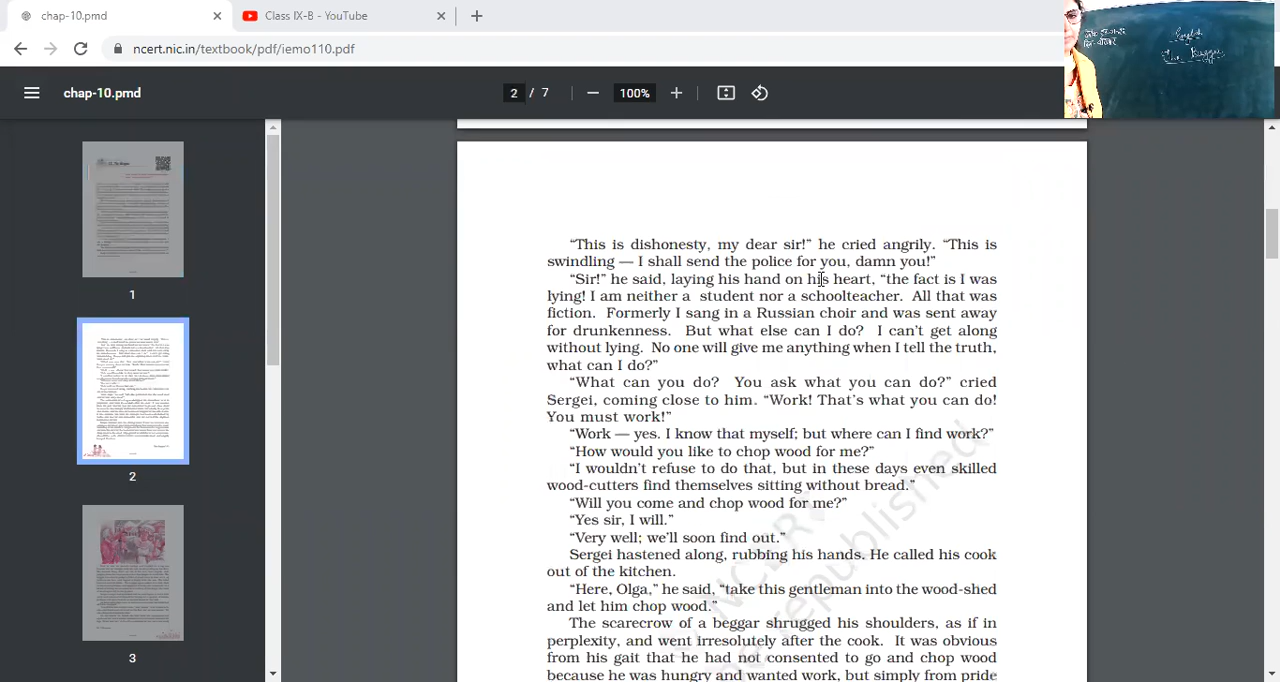 chap-10.pmd
Class IX-B - YouTube
ncert.nic.in/textbook/pdf/iemo110.pdf
chap-10.pmd
2 / 7
100%
English
The Beggar
1
2
3
“This is dishonesty, my dear sir!” he cried angrily. “This is
swindling — I shall send the police for you, damn you!”
“Sir!” he said, laying his hand on his heart, “the fact is I was
lying! I am neither a student nor a schoolteacher. All that was
fiction. Formerly I sang in a Russian choir and was sent away
for drunkenness. But what else can I do? I can’t get along
without lying. No one will give me anything when I tell the truth,
what can I do?”
“What can you do? You ask what you can do?” cried
Sergei, coming close to him. “Work! That’s what you can do!
You must work!”
“Work — yes. I know that myself; but where can I find work?”
“How would you like to chop wood for me?”
“I wouldn’t refuse to do that, but in these days even skilled
wood-cutters find themselves sitting without bread.”
“Will you come and chop wood for me?”
“Yes sir, I will.”
“Very well; we’ll soon find out.”
Sergei hastened along, rubbing his hands. He called his cook
out of the kitchen.
“Here, Olga,” he said, “take this gentleman into the wood-shed
and let him chop wood.”
The scarecrow of a beggar shrugged his shoulders, as if in
perplexity, and went irresolutely after the cook. It was obvious
from his gait that he had not consented to go and chop wood
because he was hungry and wanted work, but simply from pride